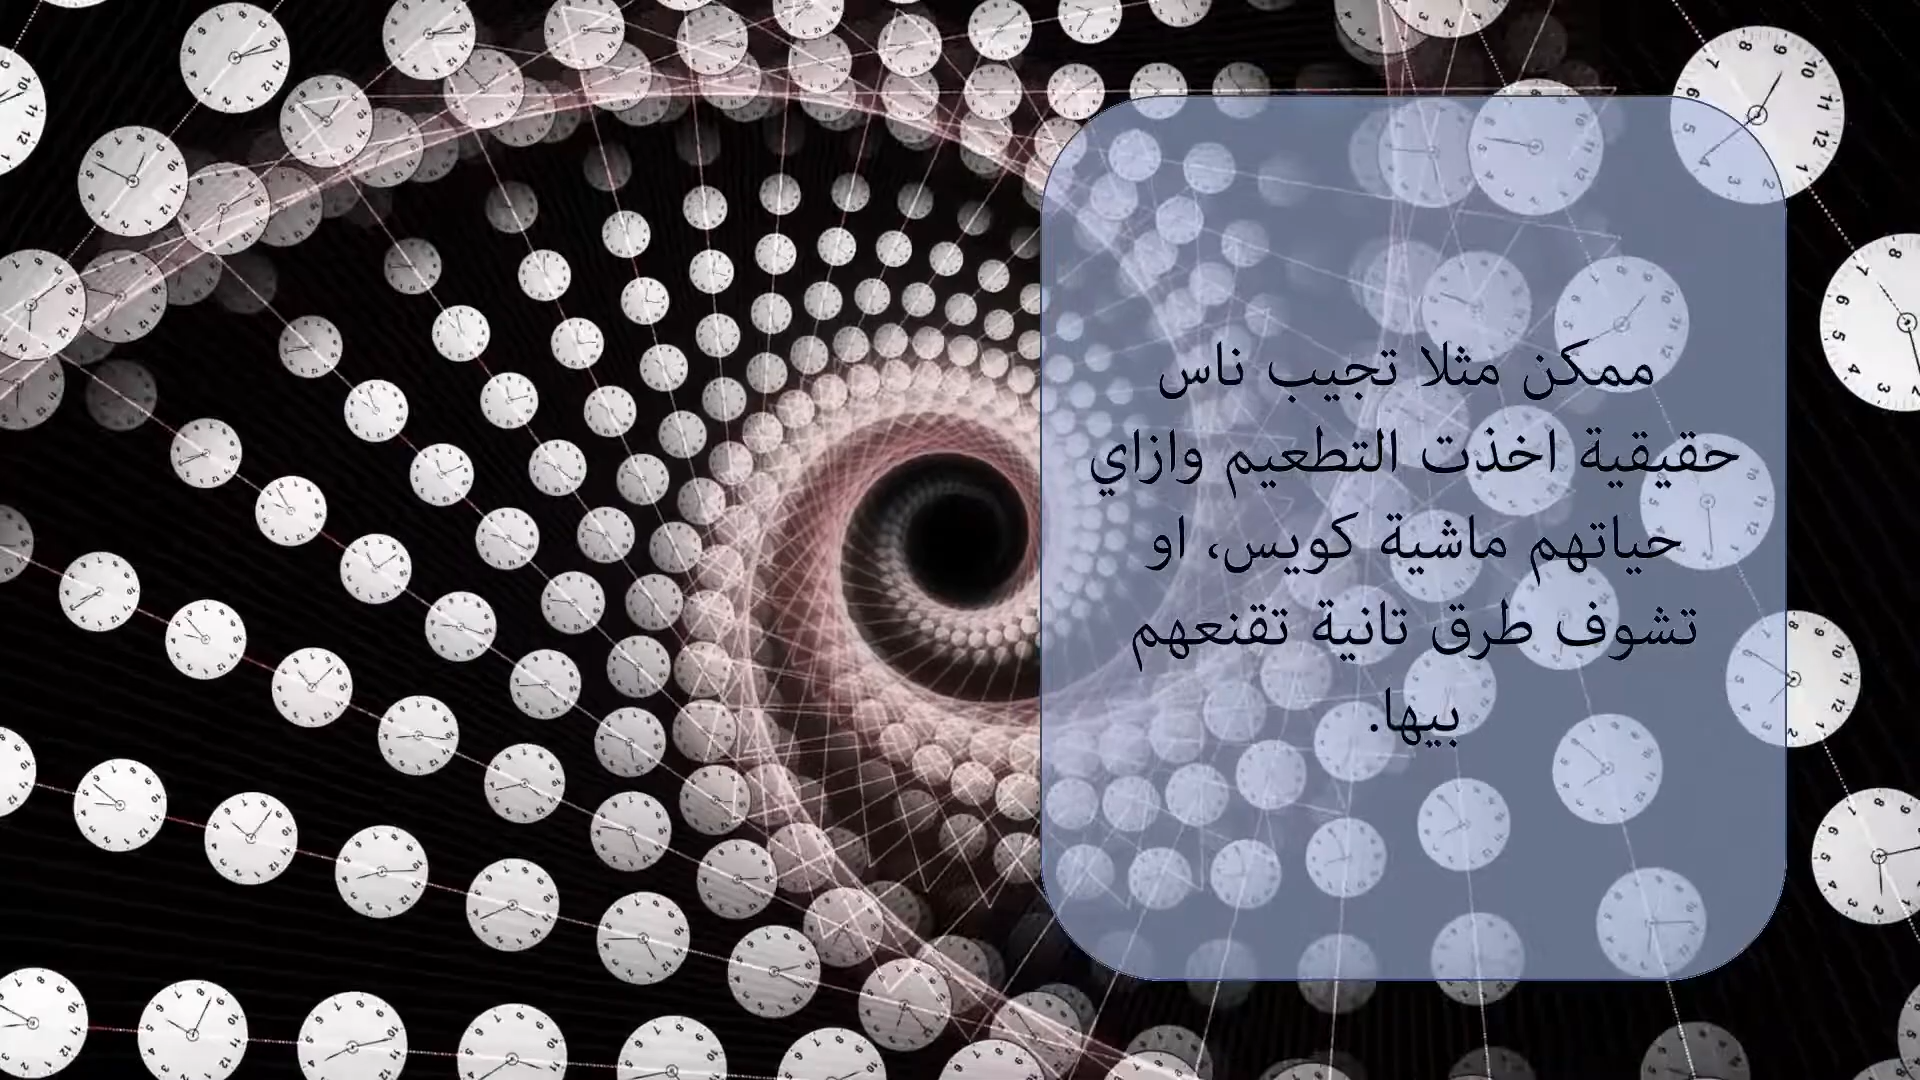 ممكن مثلا تجيب ناس
حقيقية اخذت التطعيم وازاي
حياتهم ماشية كويس، او
تشوف طرق تانية تقنعهم
بيها.